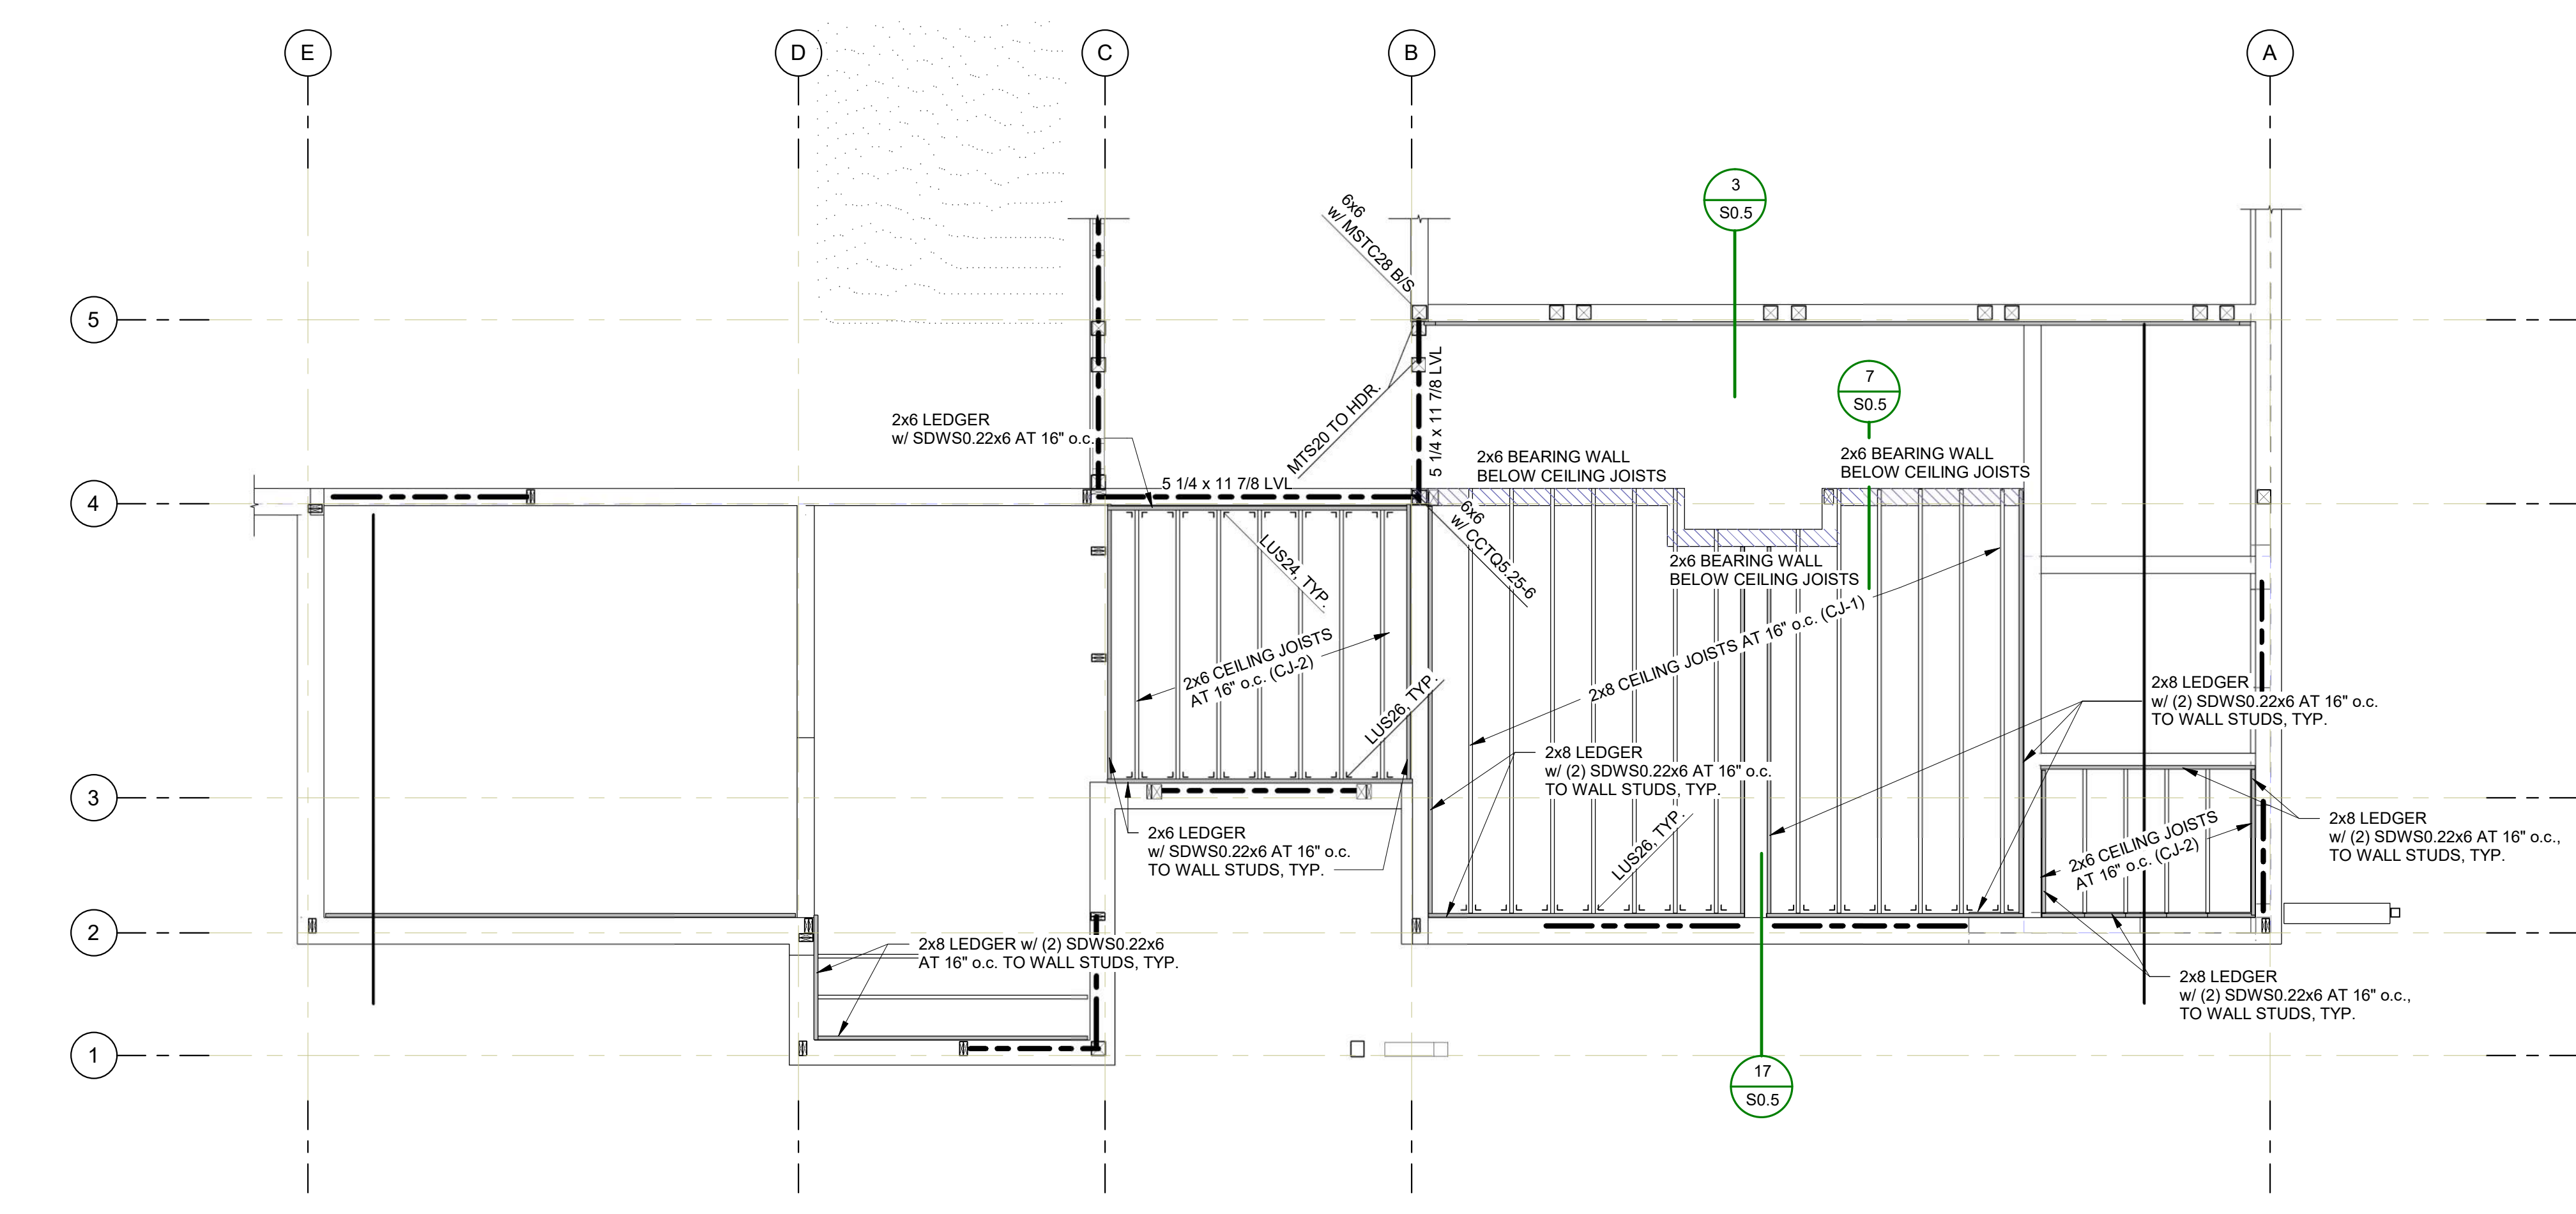 E
D
C
B
A
3
S0.5
6x6
w/ MSTC28 B/S
5
7
S0.5
MTS20 TO HDR.
5 1/4 x 11 7/8 LVL
2x6 LEDGER
w/ SDWS0.22x6 AT 16" o.c.
2x6 BEARING WALL
BELOW CEILING JOISTS
2x6 BEARING WALL
BELOW CEILING JOISTS
5 1/4 x 11 7/8 LVL
4
6x6
w/ CCTQ5.25-6
LUS24, TYP.
2x6 BEARING WALL
BELOW CEILING JOISTS
2x6 CEILING JOISTS
AT 16" o.c. (CJ-2)
2x8 CEILING JOISTS AT 16" o.c. (CJ-1)
LUS26, TYP.
2x8 LEDGER
w/ (2) SDWS0.22x6 AT 16" o.c.
TO WALL STUDS, TYP.
2x8 LEDGER
w/ (2) SDWS0.22x6 AT 16" o.c.
TO WALL STUDS, TYP.
3
2x6 LEDGER
w/ SDWS0.22x6 AT 16" o.c.
TO WALL STUDS, TYP.
LUS26, TYP.
2x6 CEILING JOISTS
AT 16" o.c. (CJ-2)
2x8 LEDGER
w/ (2) SDWS0.22x6 AT 16" o.c.,
TO WALL STUDS, TYP.
2
2x8 LEDGER w/ (2) SDWS0.22x6
AT 16" o.c. TO WALL STUDS, TYP.
2x8 LEDGER
w/ (2) SDWS0.22x6 AT 16" o.c.,
TO WALL STUDS, TYP.
1
17
S0.5